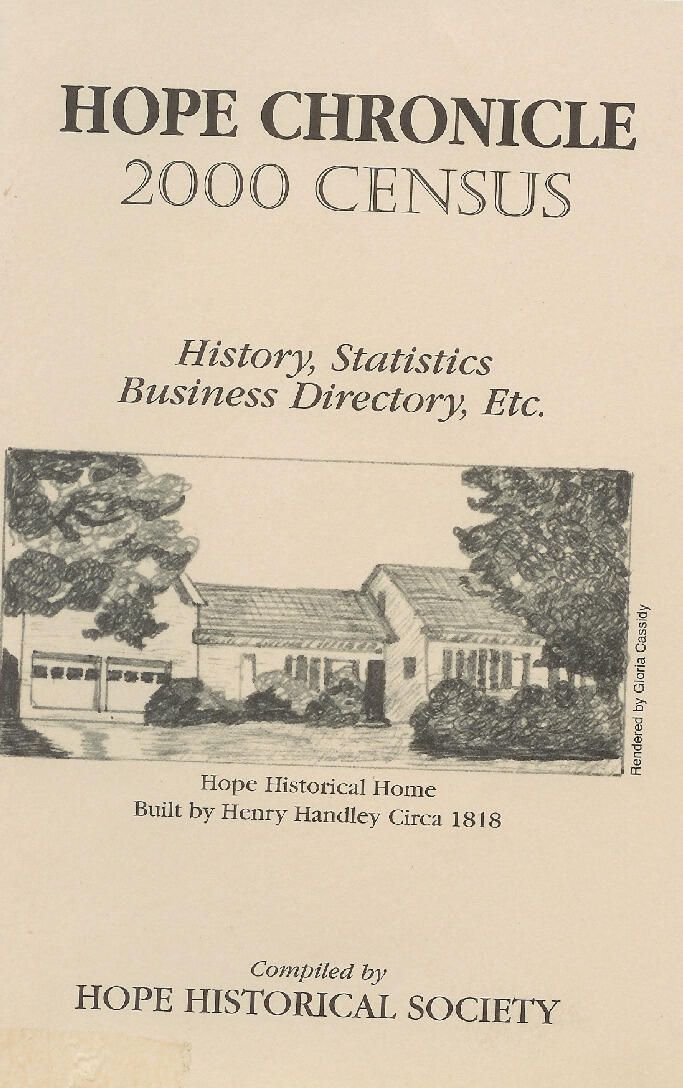 HOPE CHRONICLE
2000 CENSUS
History, Statistics
Business Directory, Etc.
Rendered by Gloria Cassidy
Hope Historical Home
Built by Henry Handley Circa 1818
Compiled by
HOPE HISTORICAL SOCIETY